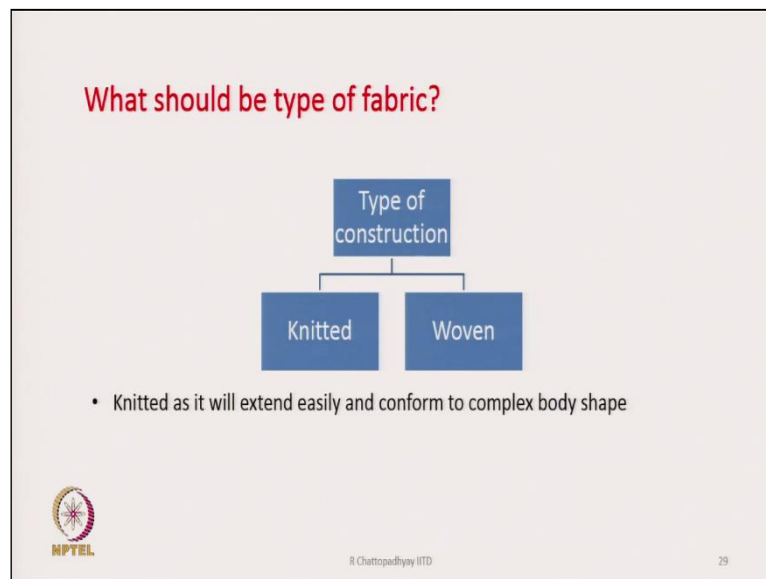 What should be type of fabric?
Type of
construction
Knitted
Woven
• Knitted as it will extend easily and conform to complex body shape
NPTEL
R Chattopadhyay IITD
29